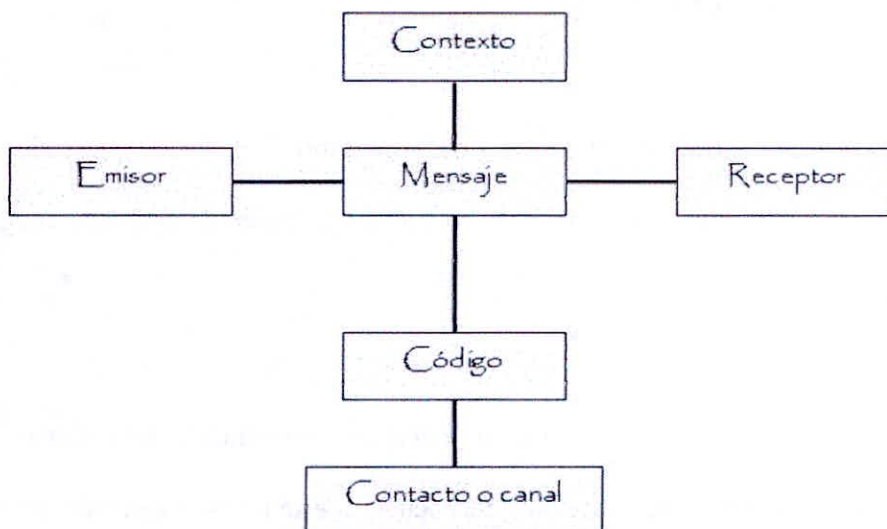 Contexto
Emisor
Mensaje
Receptor
Código
Contacto o canal